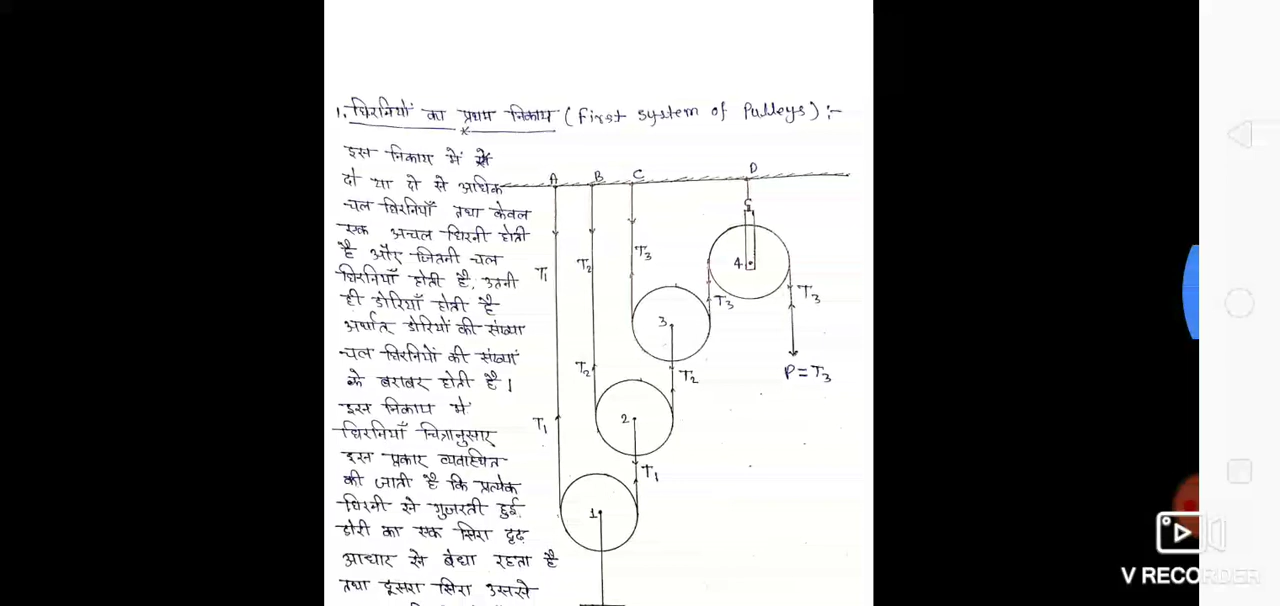 1. घिरनियों का प्रथम निकाय (First system of Pulleys) :-
इस निकाय में
दो या दो से अधिक
चल घिरनियाँ तथा केवल
एक अचल घिरनी होती
है और जितनी चल
घिरनियाँ होती है, उतनी
ही डोरियाँ होती है
अर्थात डोरियों की संख्या
चल घिरनियों की संख्या
के बराबर होती है।
इस निकाय में
घिरनियाँ चित्रानुसार
इस प्रकार व्यवस्थित
की जाती है कि प्रत्येक
घिरनी से गुजरती हुई
डोरी का एक सिरा दृढ़
आधार से बंधा रहता है
तथा दूसरा सिरा उससे
A B C D
T1
T2
T3
4
T3
T3
3
P = T3
T2
T2
2
T1
T1
1
V RECORDER